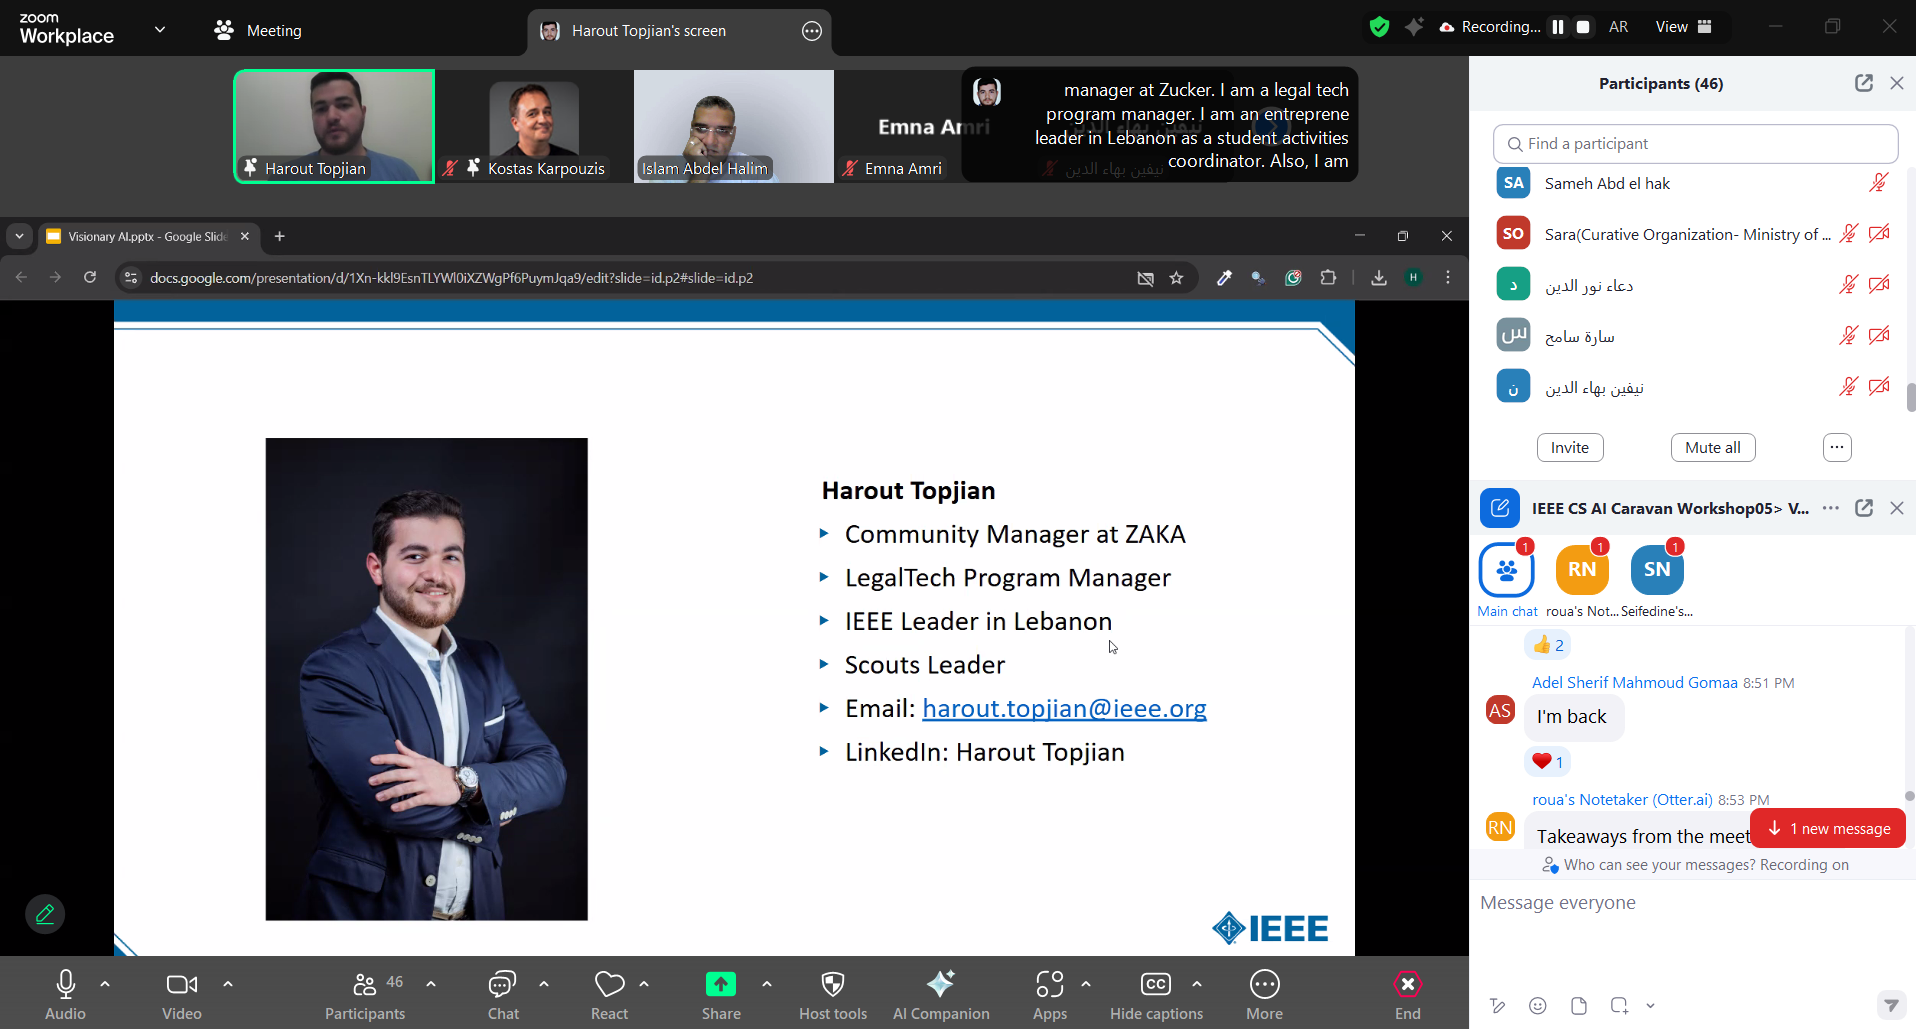 zoom
Workplace
Meeting
Harout Topjian's screen
Recording...
AR
View
Harout Topjian
Kostas Karpouzis
Islam Abdel Halim
Emna Amri
Emna Amri
نيفين بهاء الدين
manager at Zucker. I am a legal tech
program manager. I am an entreprene
leader in Lebanon as a student activities
coordinator. Also, I am
Visionary AI.pptx - Google Slide
docs.google.com/presentation/d/1Xn-kkl9EsnTLYWl0iXZWgPf6PuymJqa9/edit?slide=id.p2#slide=id.p2
H
Harout Topjian
Community Manager at ZAKA
LegalTech Program Manager
IEEE Leader in Lebanon
Scouts Leader
Email: harout.topjian@ieee.org
LinkedIn: Harout Topjian
IEEE
Participants (46)
Find a participant
SA Sameh Abd el hak
SO Sara(Curative Organization- Ministry of ...
د دعاء نور الدين
س سارة سامح
ن نيفين بهاء الدين
Invite
Mute all
IEEE CS AI Caravan Workshop05> V...
1
RN 1
SN 1
Main chat
roua's Not...
Seifedine's...
👍 2
Adel Sherif Mahmoud Gomaa 8:51 PM
AS
I'm back
❤️ 1
roua's Notetaker (Otter.ai) 8:53 PM
RN
Takeaways from the meet
1 new message
Who can see your messages? Recording on
Message everyone
Audio
Video
46
Participants
Chat
React
Share
Host tools
AI Companion
Apps
CC
Hide captions
More
End